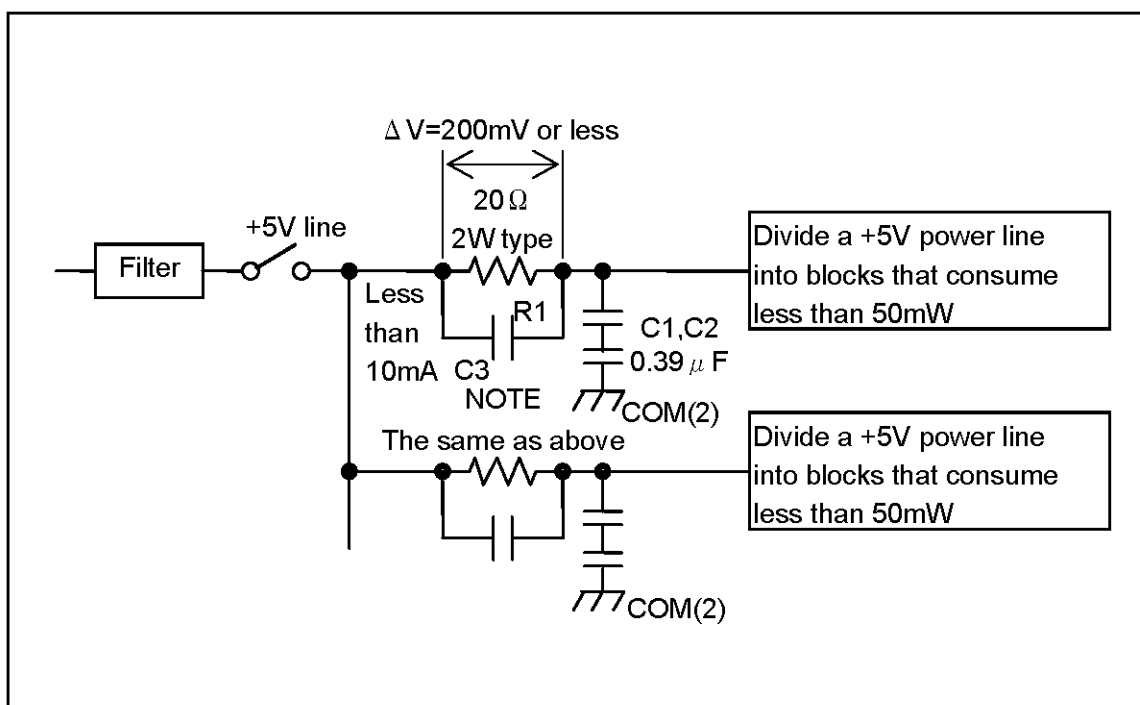 ΔV=200mV or less
20Ω
2W type
+5V line
Filter
Less
than
10mA
R1
C3
NOTE
C1,C2
0.39μF
COM(2)
Divide a +5V power line
into blocks that consume
less than 50mW
The same as above
COM(2)
Divide a +5V power line
into blocks that consume
less than 50mW